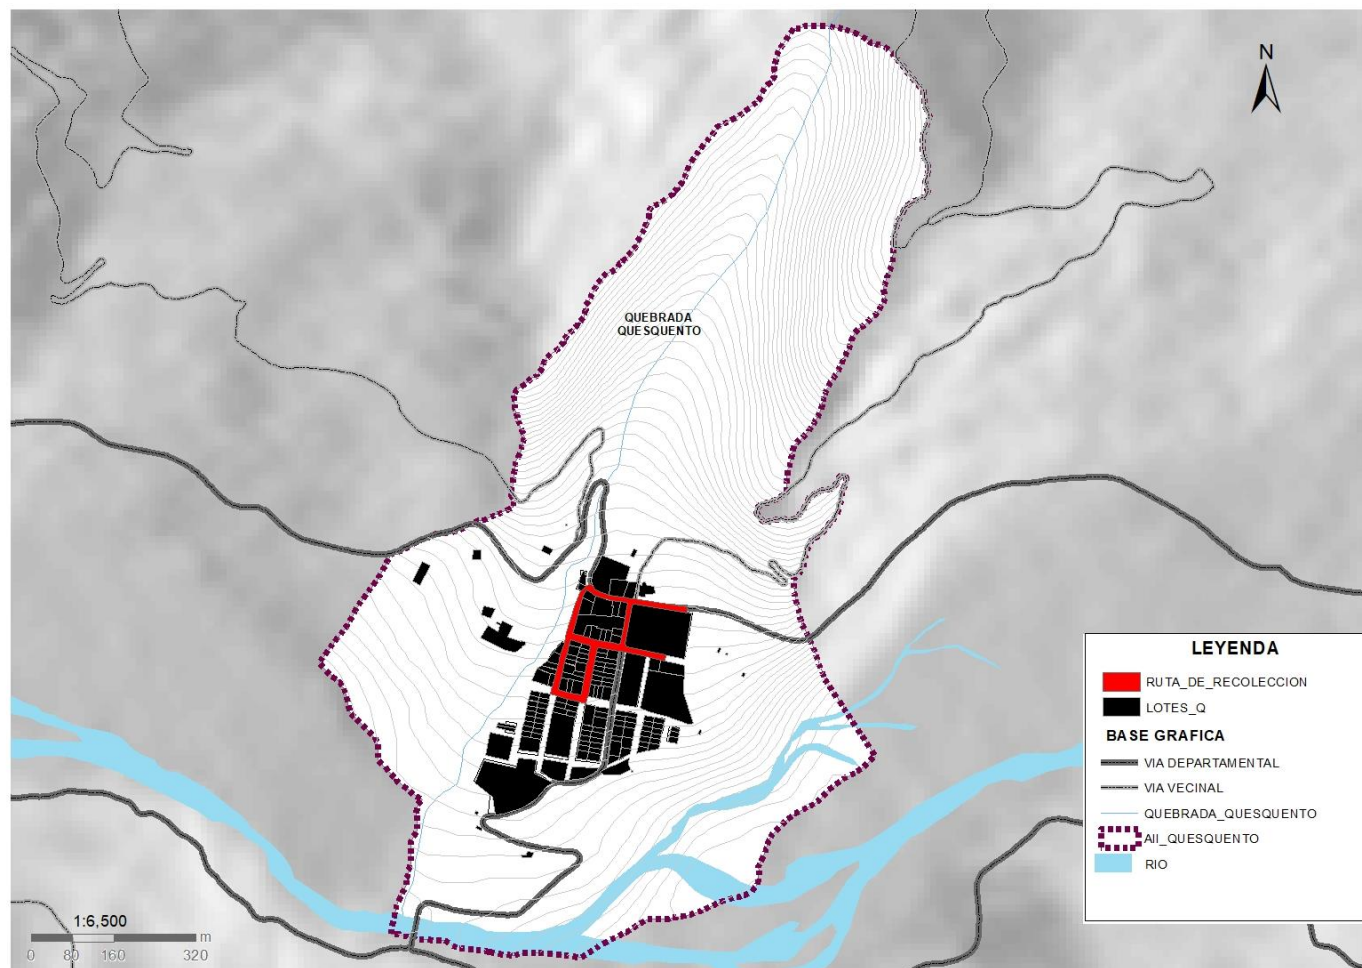 N
QUEBRADA
QUESQUENTO
LEYENDA
RUTA_DE_RECOLECCION
LOTES_Q
BASE GRAFICA
VIA DEPARTAMENTAL
VIA VECINAL
QUEBRADA_QUESQUENTO
AII_QUESQUENTO
RIO
1:6,500
m
0 80 160 320